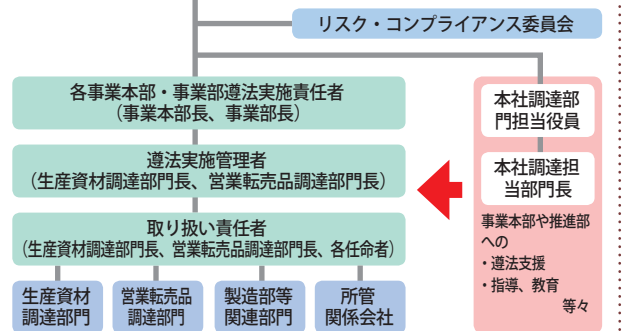 リスク・コンプライアンス委員会
各事業本部・事業部遵法実施責任者
（事業本部長、事業部長）
遵法実施管理者
（生産資材調達部門長、営業転売品調達部門長）
取り扱い責任者
（生産資材調達部門長、営業転売品調達部門長、各任命者）
生産資材
調達部門
営業転売品
調達部門
製造部等
関連部門
所管
関係会社
本社調達部
門担当役員
本社調達担
当部門長
事業本部や推進部
への
・遵法支援
・指導、教育
等々